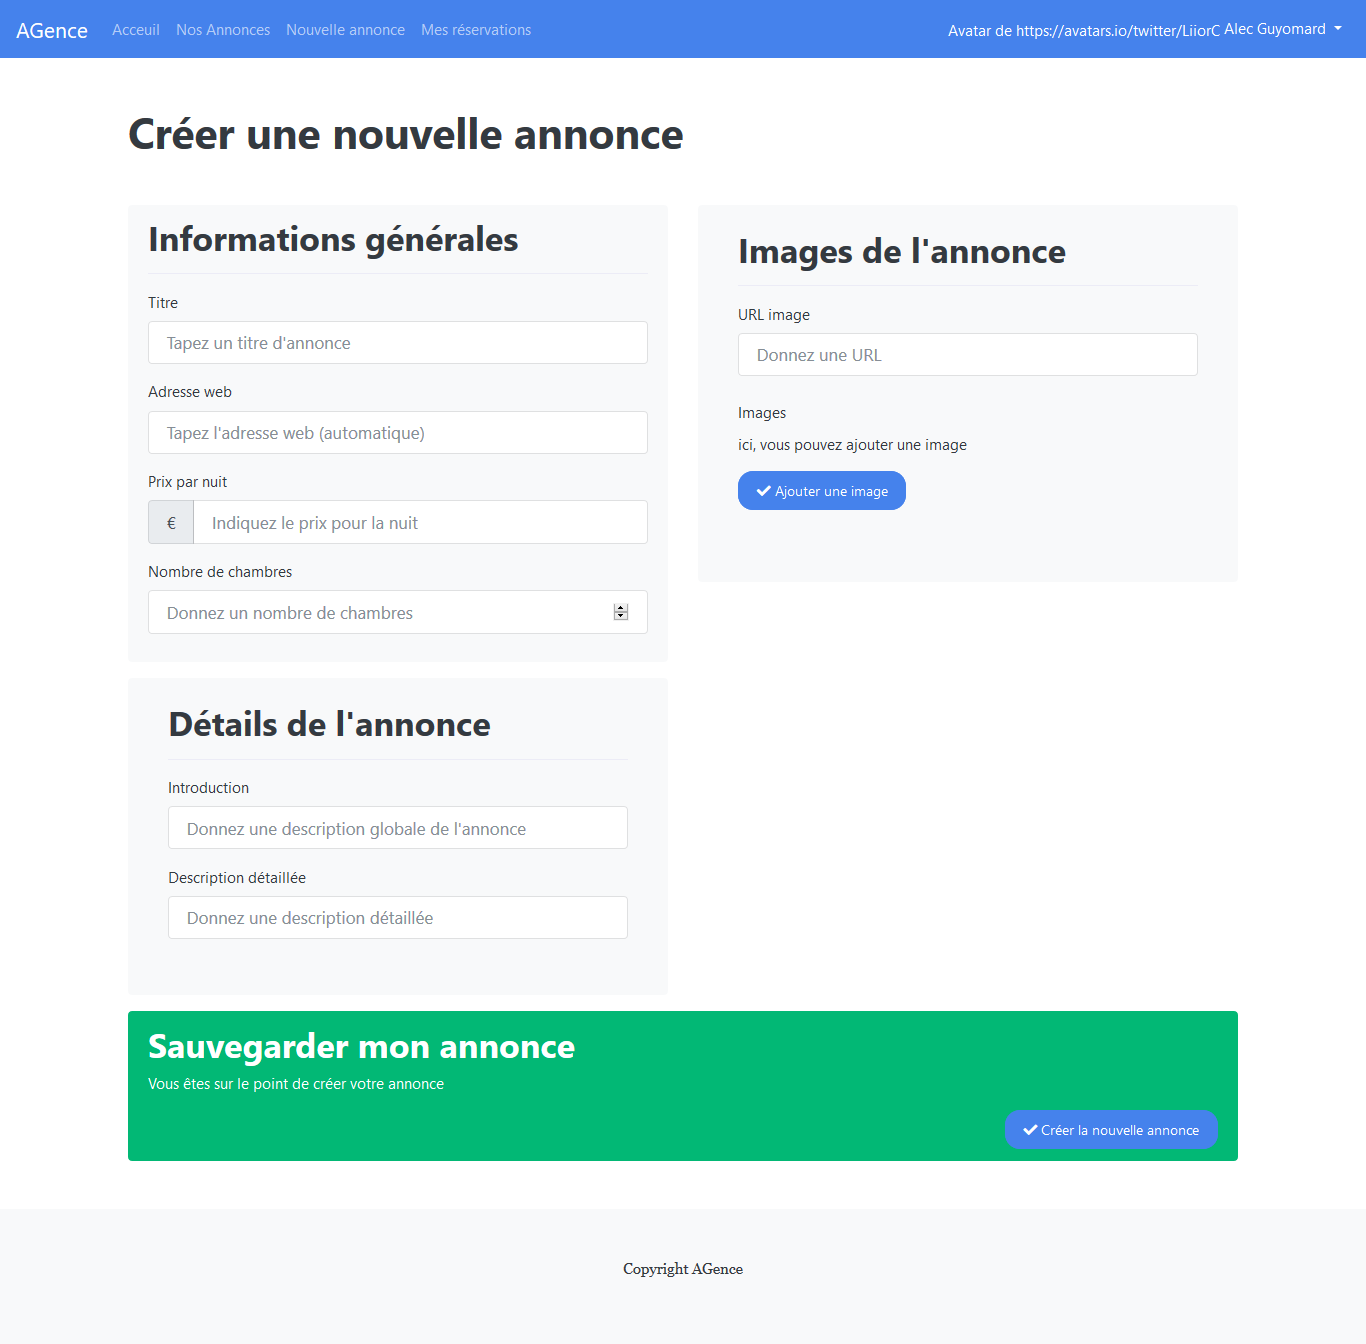 AGence
Acceuil
Nos Annonces
Nouvelle annonce
Mes réservations
Avatar de https://avatars.io/twitter/LiiorC Alec Guyomard
Créer une nouvelle annonce
Informations générales
Titre
Tapez un titre d'annonce
Adresse web
Tapez l'adresse web (automatique)
Prix par nuit
€ Indiquez le prix pour la nuit
Nombre de chambres
Donnez un nombre de chambres
Images de l'annonce
URL image
Donnez une URL
Images
ici, vous pouvez ajouter une image
Ajouter une image
Détails de l'annonce
Introduction
Donnez une description globale de l'annonce
Description détaillée
Donnez une description détaillée
Sauvegarder mon annonce
Vous êtes sur le point de créer votre annonce
Créer la nouvelle annonce
Copyright AGence